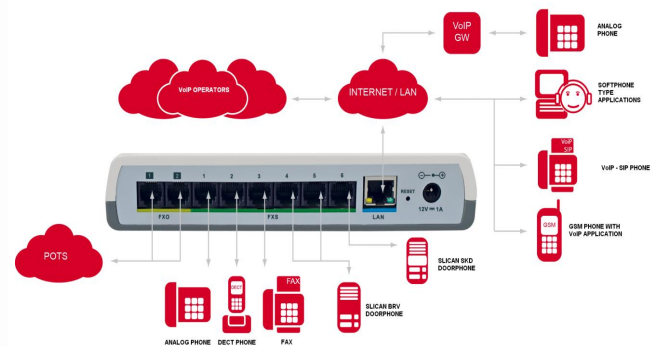 VoIP
GW
ANALOG
PHONE
VoIP OPERATORS
INTERNET / LAN
SOFTPHONE
TYPE
APPLICATIONS
VoIP
SIP
VoIP - SIP PHONE
1 2 1 2 3 4 5 6
RESET
12V 1A
FXO FXS LAN
GSM
GSM PHONE WITH
VoIP APPLICATION
POTS
SLICAN SKD
DOORPHONE
DECT
FAX
SLICAN BRV
DOORPHONE
ANALOG PHONE DECT PHONE FAX